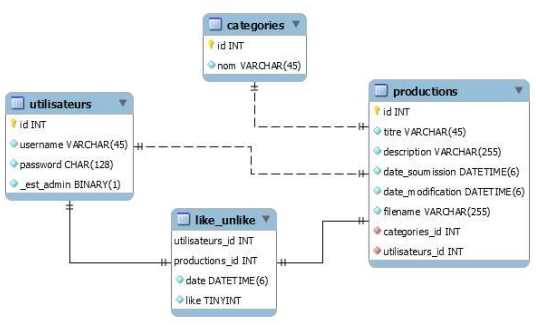 categories
id INT
nom VARCHAR(45)
utilisateurs
id INT
username VARCHAR(45)
password CHAR(128)
_est_admin BINARY(1)
productions
id INT
titre VARCHAR(45)
description VARCHAR(255)
date_soumission DATETIME(6)
date_modification DATETIME(6)
filename VARCHAR(255)
categories_id INT
utilisateurs_id INT
like_unlike
utilisateurs_id INT
productions_id INT
date DATETIME(6)
like TINYINT